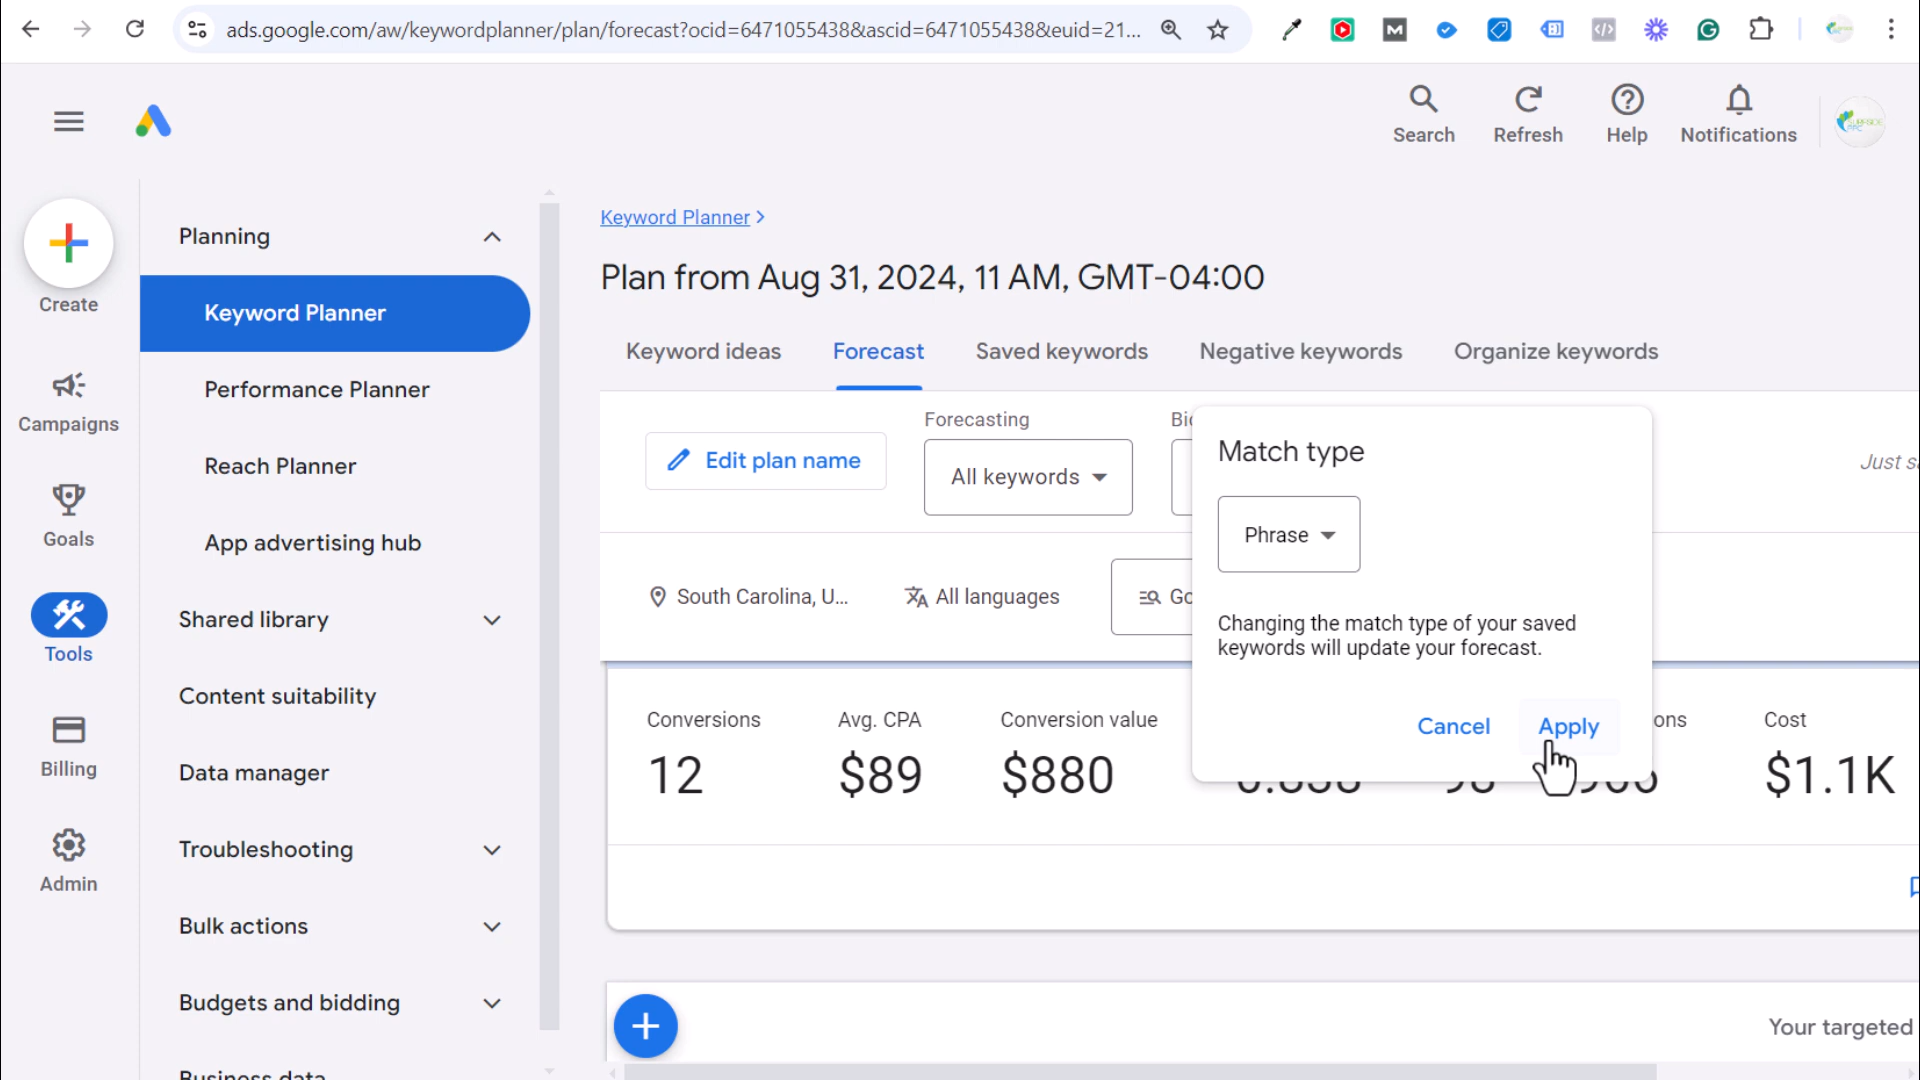 ads.google.com/aw/keywordplanner/plan/forecast?ocid=6471055438&ascid=6471055438&euid=21...
Search
Refresh
Help
Notifications
Create
Campaigns
Goals
Tools
Billing
Admin
Planning
Keyword Planner
Performance Planner
Reach Planner
App advertising hub
Shared library
Content suitability
Data manager
Troubleshooting
Bulk actions
Budgets and bidding
Business data
Keyword Planner >
Plan from Aug 31, 2024, 11 AM, GMT-04:00
Keyword ideas
Forecast
Saved keywords
Negative keywords
Organize keywords
Edit plan name
Forecasting
All keywords
Just s
South Carolina, U...
All languages
Go
Match type
Phrase
Changing the match type of your saved
keywords will update your forecast.
Cancel
Apply
Conversions
Avg. CPA
Conversion value
ons
Cost
12
$89
$880
$1.1K
Your targeted